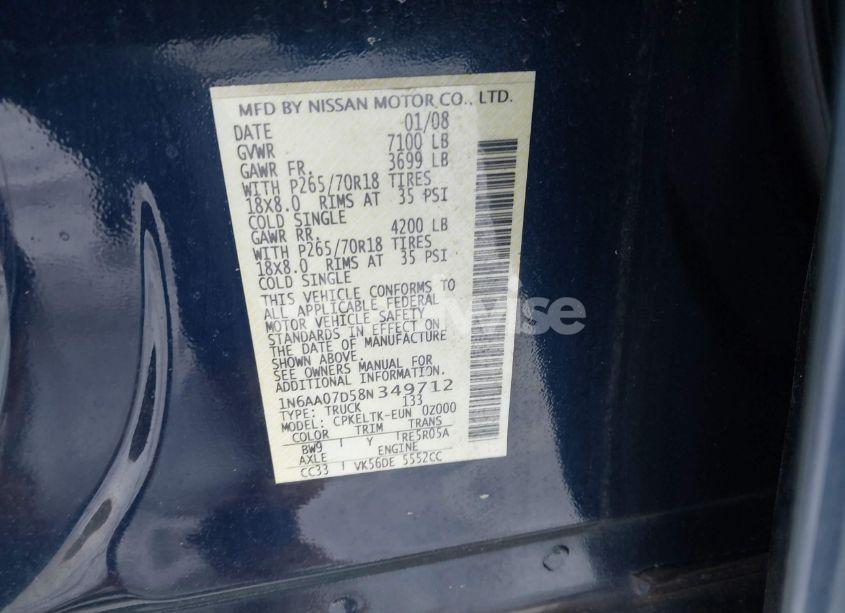 MFD BY NISSAN MOTOR CO., LTD.
DATE 01/08
GVWR 7100 LB
GAWR FR. 3699 LB
WITH P265/70R18 TIRES
18X8.0 RIMS AT 35 PSI
COLD SINGLE
GAWR RR. 4200 LB
WITH P265/70R18 TIRES
18X8.0 RIMS AT 35 PSI
COLD SINGLE
THIS VEHICLE CONFORMS TO
ALL APPLICABLE FEDERAL
MOTOR VEHICLE SAFETY
STANDARDS IN EFFECT ON
THE DATE OF MANUFACTURE
SHOWN ABOVE.
SEE OWNERS MANUAL FOR
ADDITIONAL INFORMATION.
1N6AA07D58N349712
TYPE: TRUCK 133
MODEL: CPKELTK-EUN 0Z000
COLOR TRIM TRANS
BW9 Y RE5R05A
AXLE ENGINE
CC33 VK56DE 5552CC